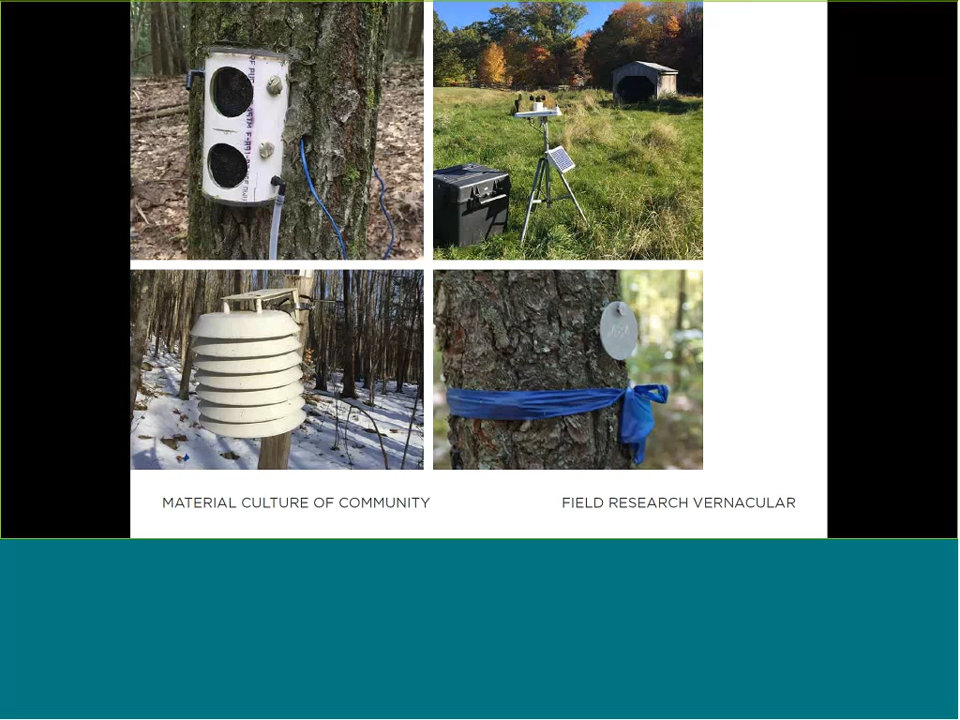 MATERIAL CULTURE OF COMMUNITY
FIELD RESEARCH VERNACULAR